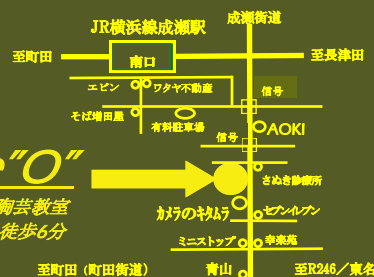 成瀬街道
JR横浜線成瀬駅
至町田
南口
至長津田
エピン
ワタヤ不動産
信号
そば増田屋
有料駐車場
AOKI
信号
"O"
さぬき診療所
陶芸教室
カメラのキタムラ
セブンイレブン
徒歩6分
ミニストップ
幸楽苑
至町田（町田街道）
青山
至R246／東名